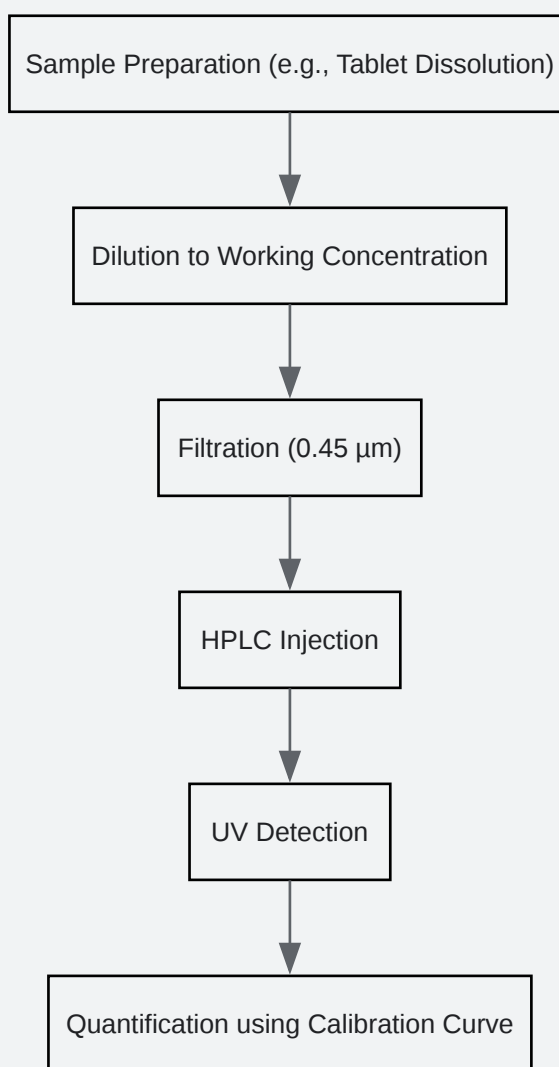 Sample Preparation (e.g., Tablet Dissolution)
Dilution to Working Concentration
Filtration (0.45 µm)
HPLC Injection
UV Detection
Quantification using Calibration Curve